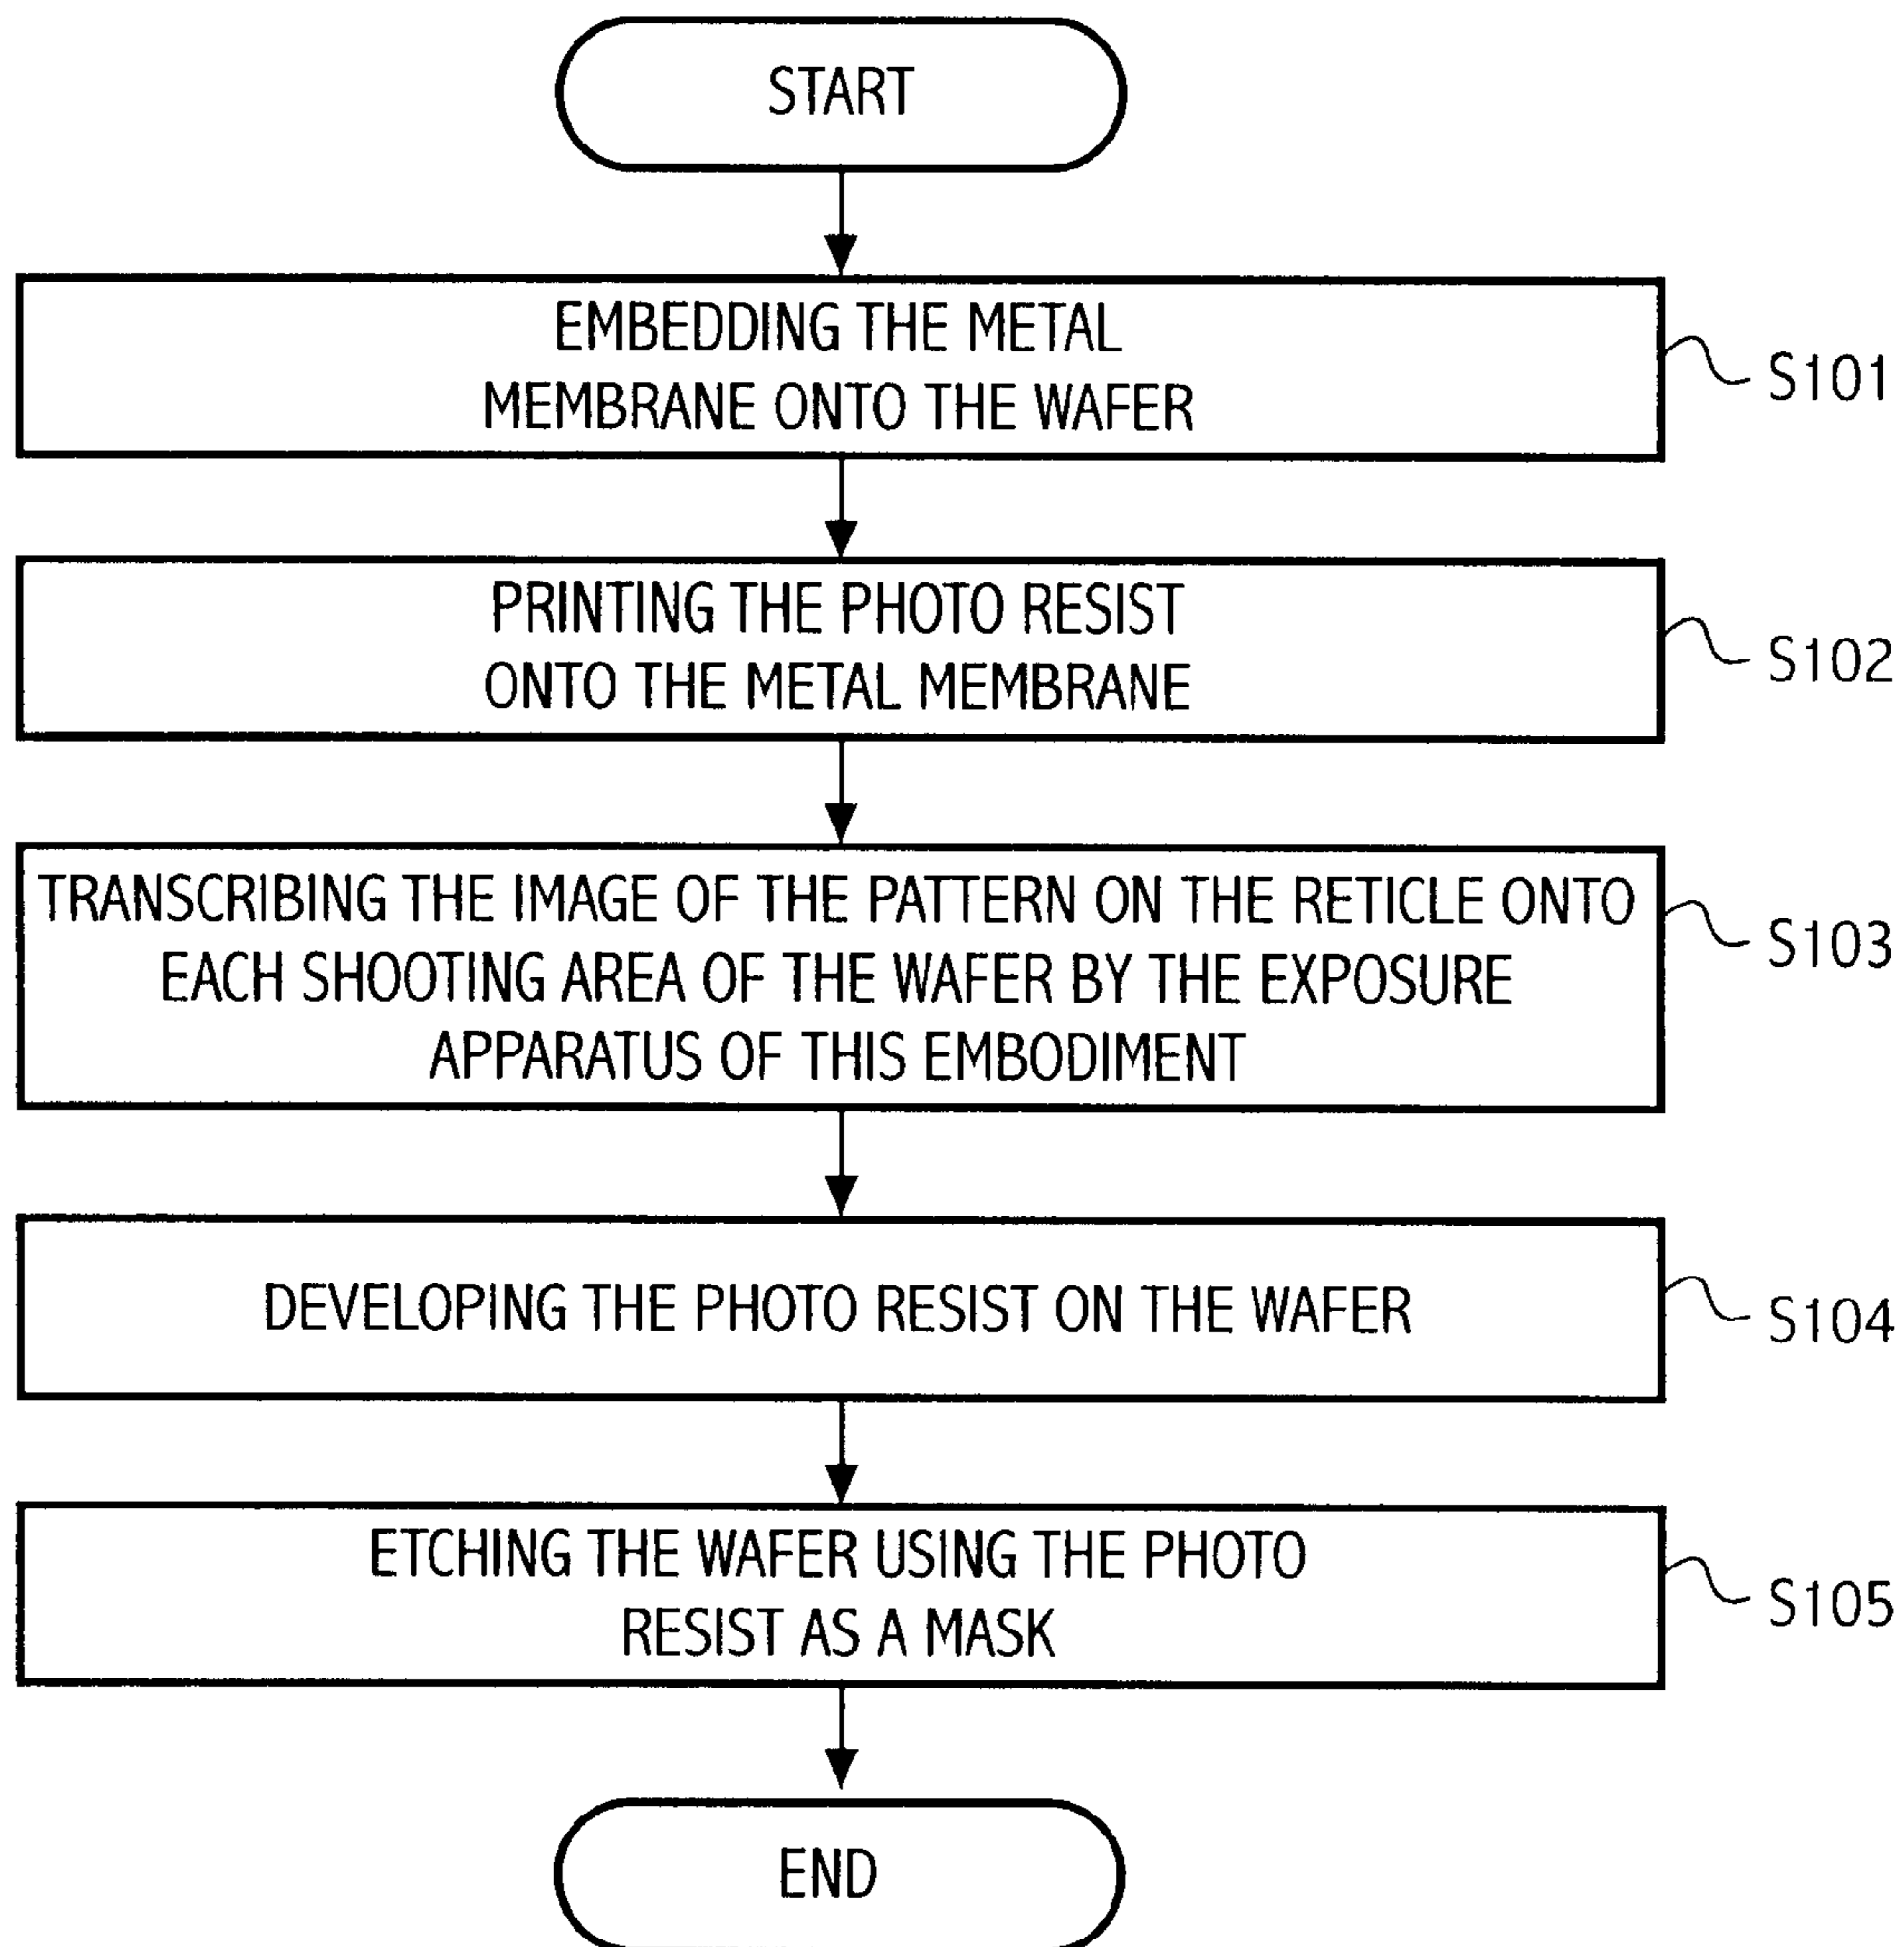 START
EMBEDDING THE METAL
MEMBRANE ONTO THE WAFER
S101
PRINTING THE PHOTO RESIST
ONTO THE METAL MEMBRANE
S102
TRANSCRIBING THE IMAGE OF THE PATTERN ON THE RETICLE ONTO
EACH SHOOTING AREA OF THE WAFER BY THE EXPOSURE
APPARATUS OF THIS EMBODIMENT
S103
DEVELOPING THE PHOTO RESIST ON THE WAFER
S104
ETCHING THE WAFER USING THE PHOTO
RESIST AS A MASK
S105
END